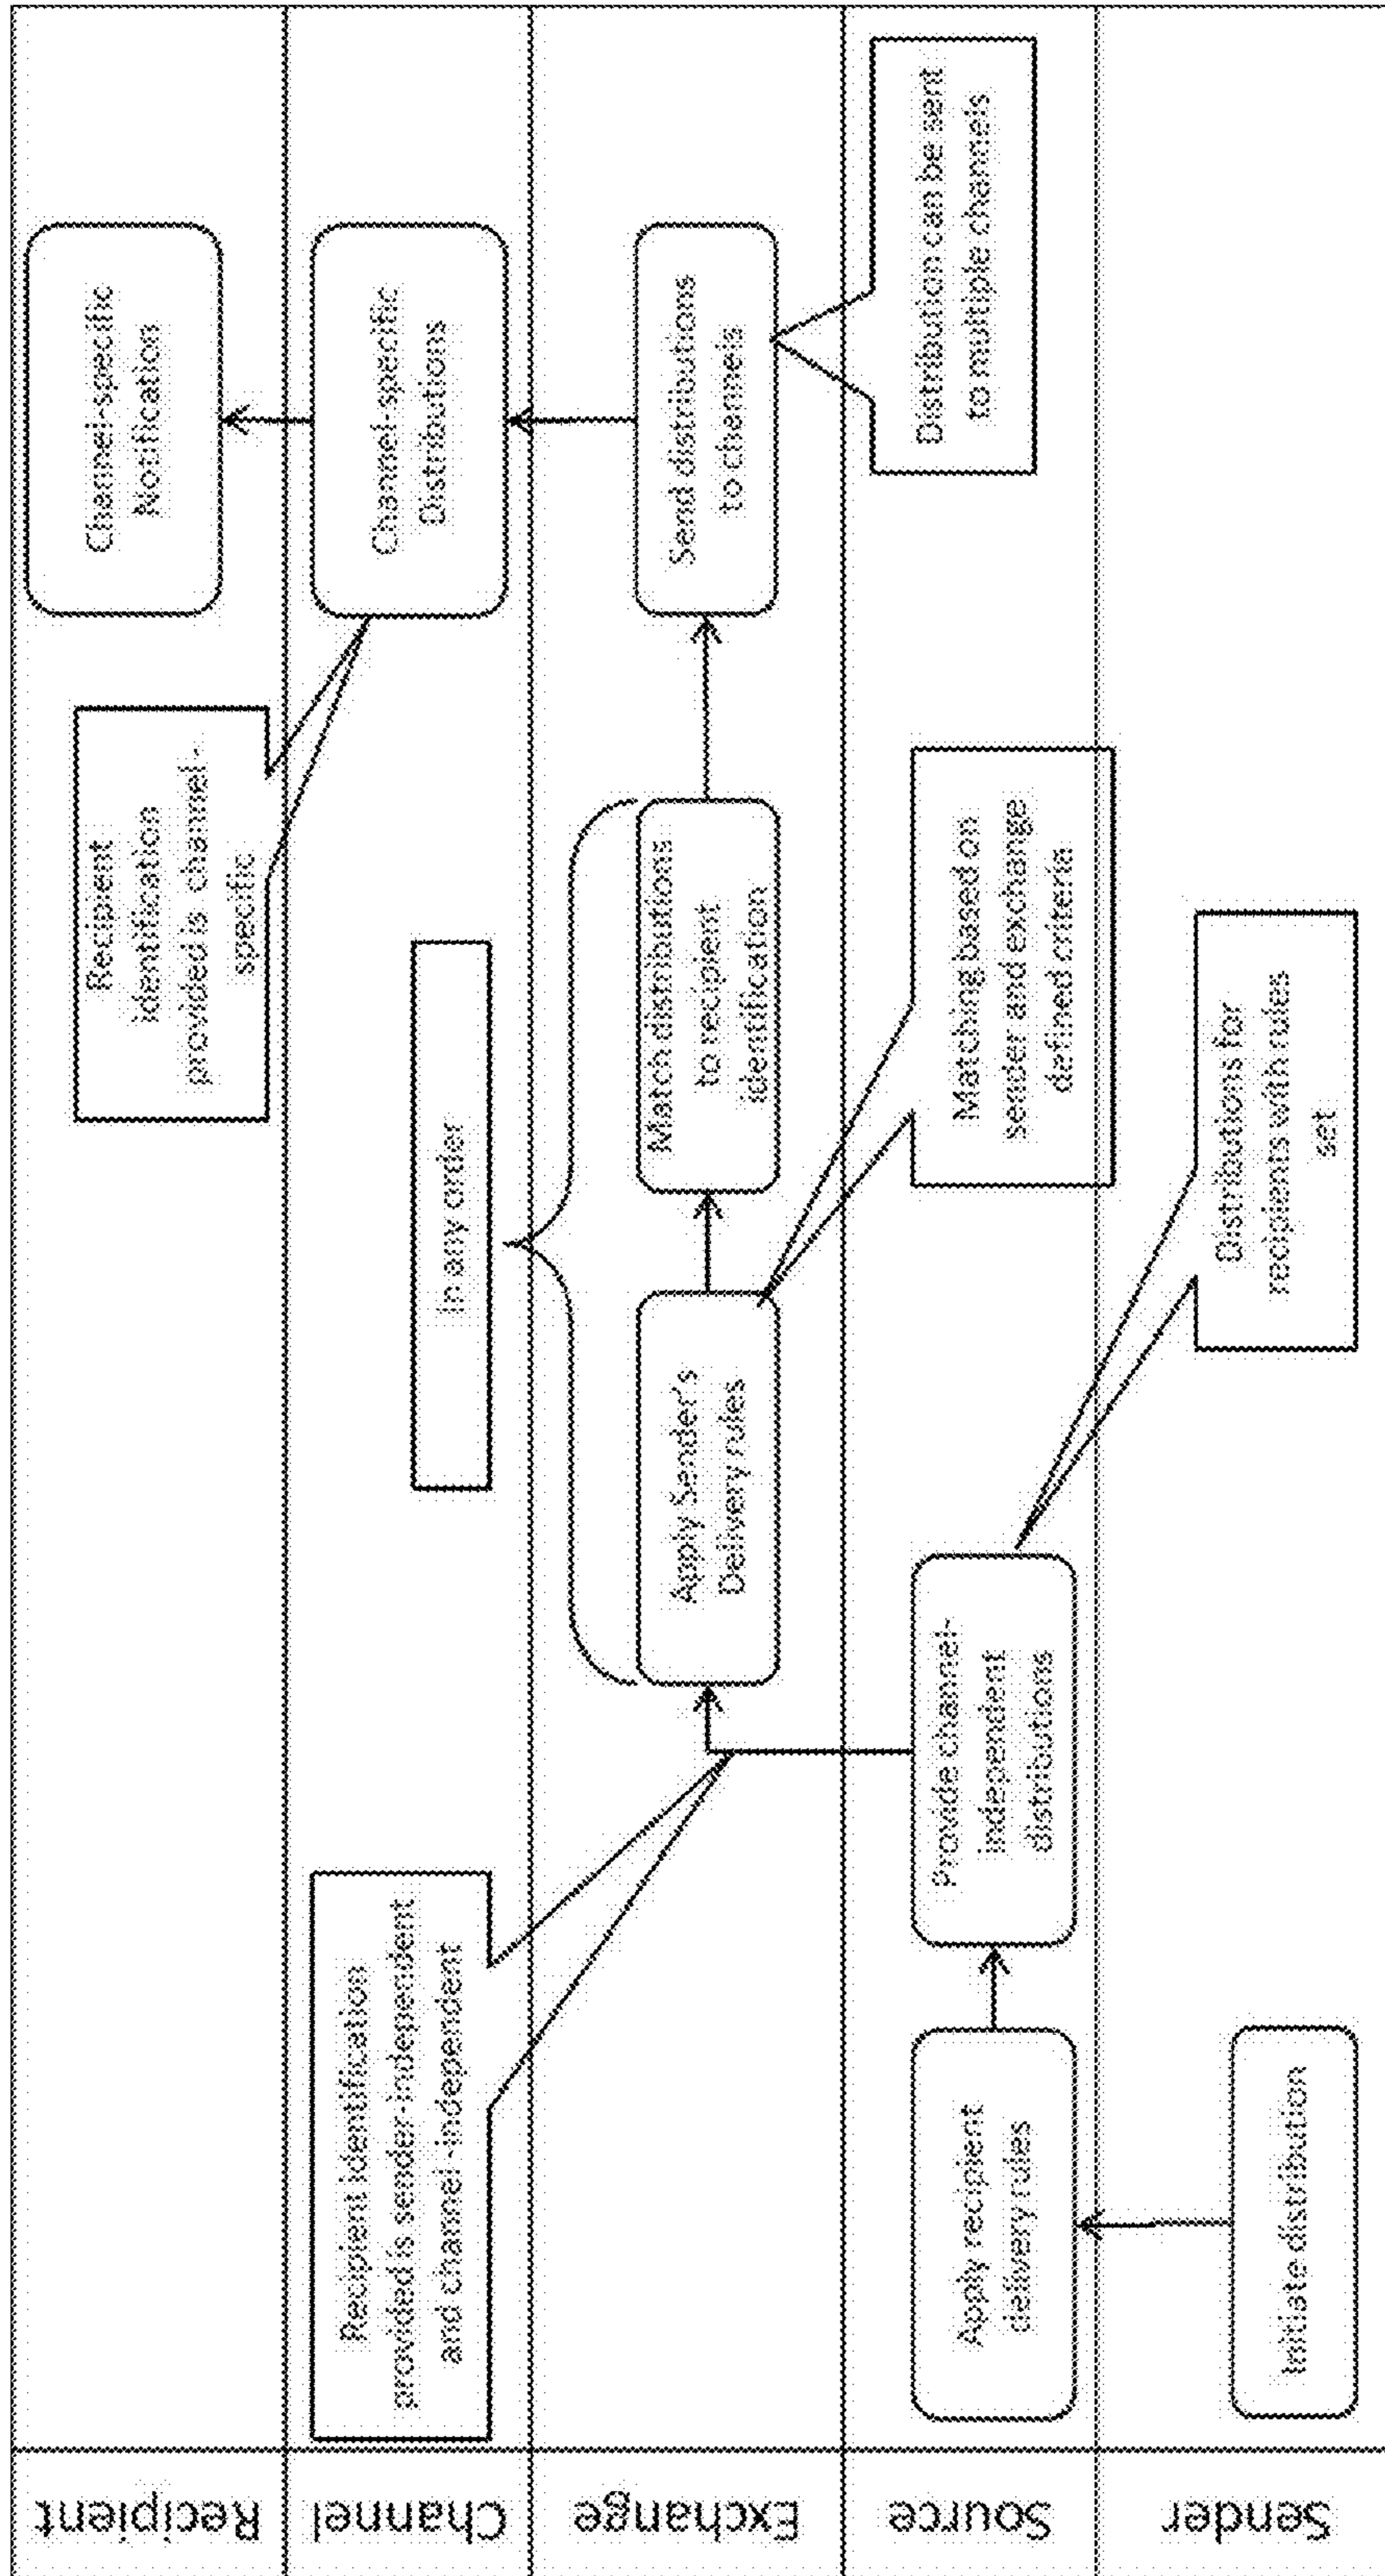 Recipient
Channel-specific
Notification
Recipient
identification
provided is channel-
specific
Channel
Recipient identification
provided is sender-independent
and channel-independent
In any order
Channel-specific
Distributions
Exchange
Apply Sender's
Delivery rules
Match distributions
to recipient
identification
Send distributions
to channels
Source
Apply recipient
delivery rules
Provide channel-
independent
distributions
Matching based on
sender and exchange
defined criteria
Distribution can be sent
to multiple channels
Sender
Initiate distribution
Distributions for
recipients with rules
set